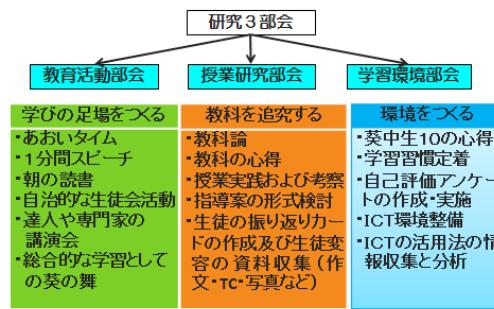 研究3部会
教育活動部会
授業研究部会
学習環境部会
学びの足場をつくる
・あおいタイム
・1分間スピーチ
・朝の読書
・自治的な生徒会活動
・達人や専門家の
講演会
・総合的な学習として
の葵の舞
教科を追究する
・教科論
・教科の心得
・授業実践および考察
・指導案の形式検討
・生徒の振り返りカー
ドの作成及び生徒変
容の資料収集(作
文・TC・写真など)
環境をつくる
・葵中生10の心得
・学習習慣定着
・自己評価アンケー
トの作成・実施
・ICT環境整備
・ICTの活用法の情
報収集と分析